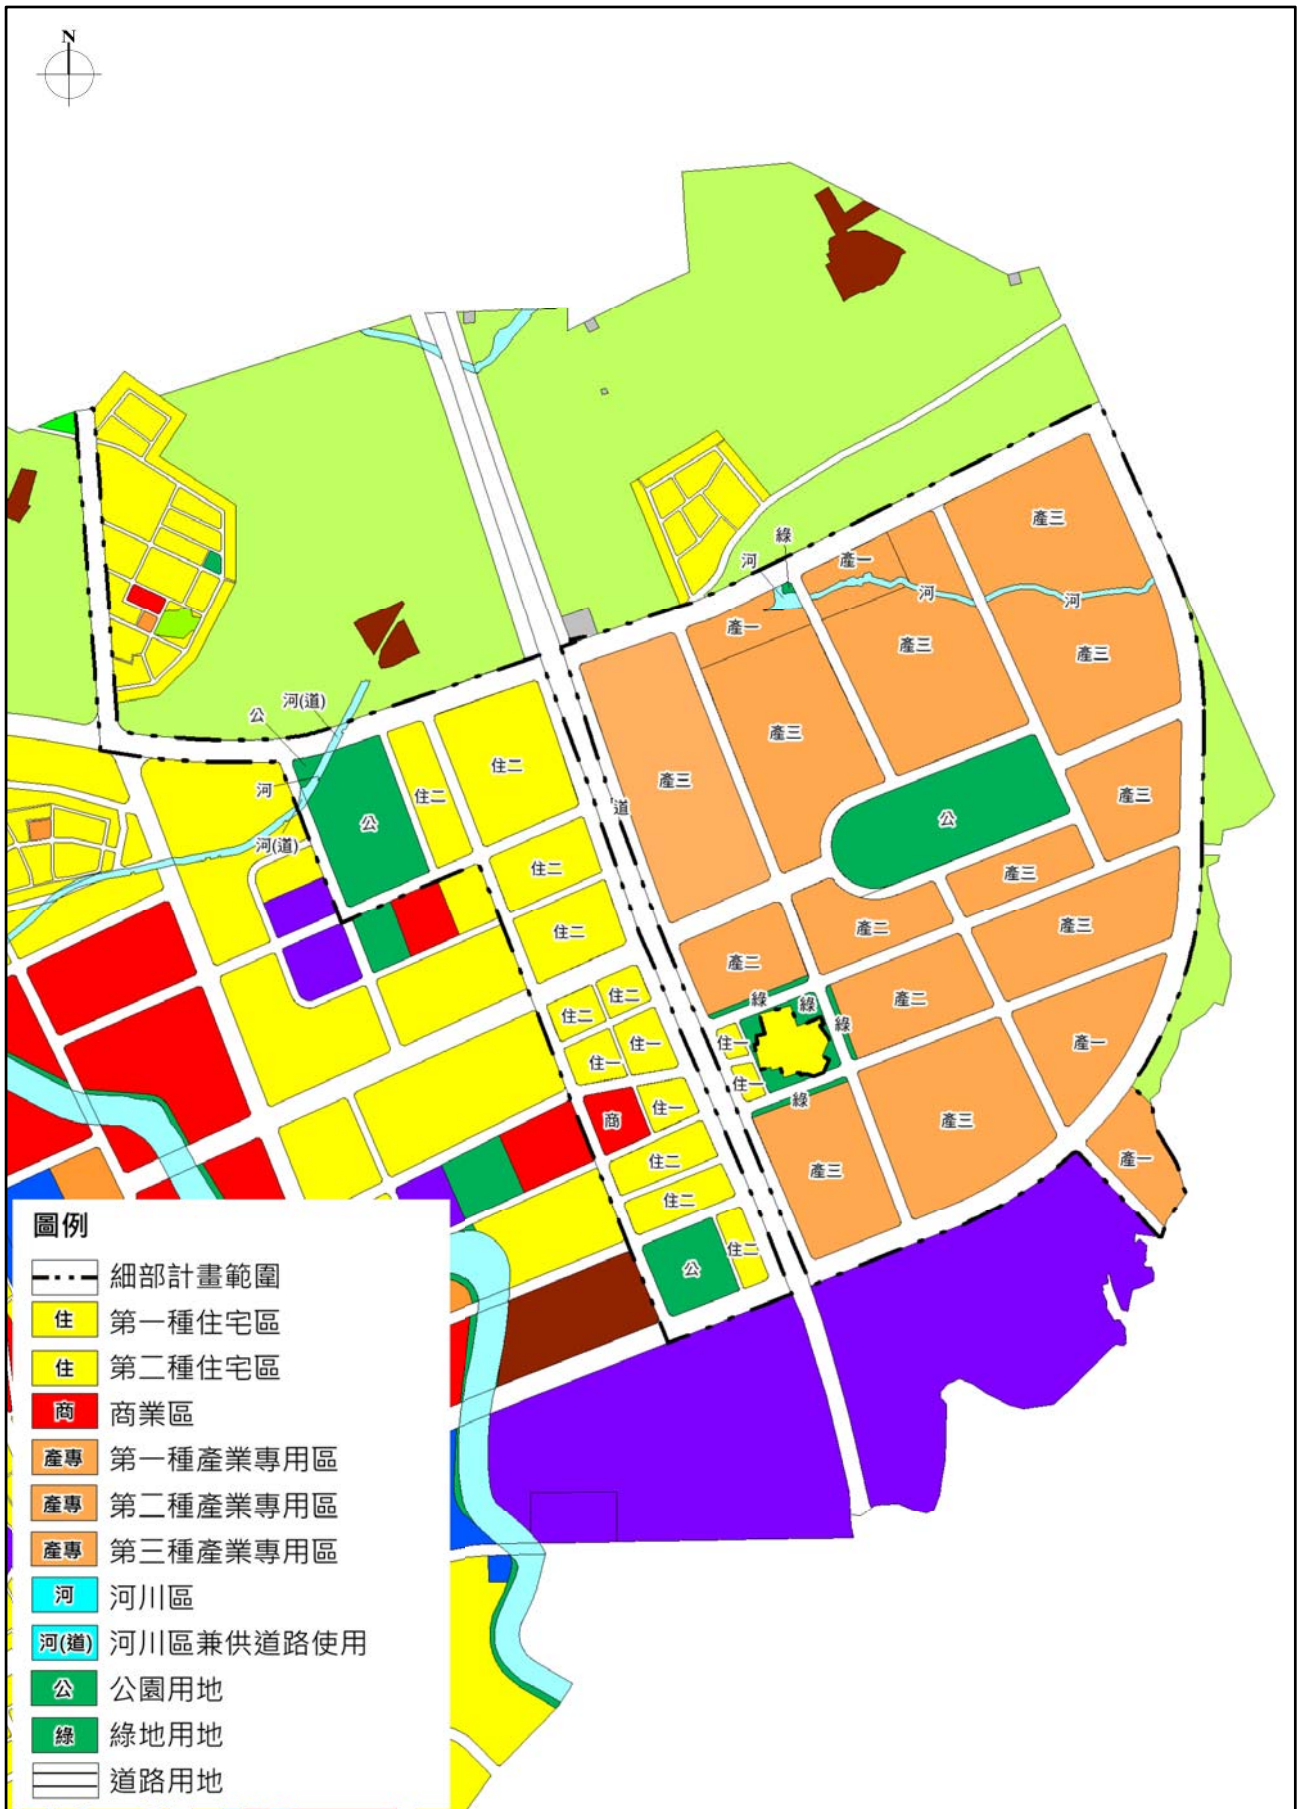 N
產三
綠
產一
河
河
河
產一
產三
產三
河(道)
公
產三
住二
產三
河
住二
道
產三
公
公
河(道)
住二
產三
住二
產二
產三
產二
住二
住二
綠
綠
產二
綠
住一
住一
住一
產一
住一
綠
住一
商
產三
住二
產一
產三
住二
住二
公
圖例
細部計畫範圍
住 第一種住宅區
住 第二種住宅區
商 商業區
產專 第一種產業專用區
產專 第二種產業專用區
產專 第三種產業專用區
河 河川區
河(道) 河川區兼供道路使用
公 公園用地
綠 綠地用地
道路用地